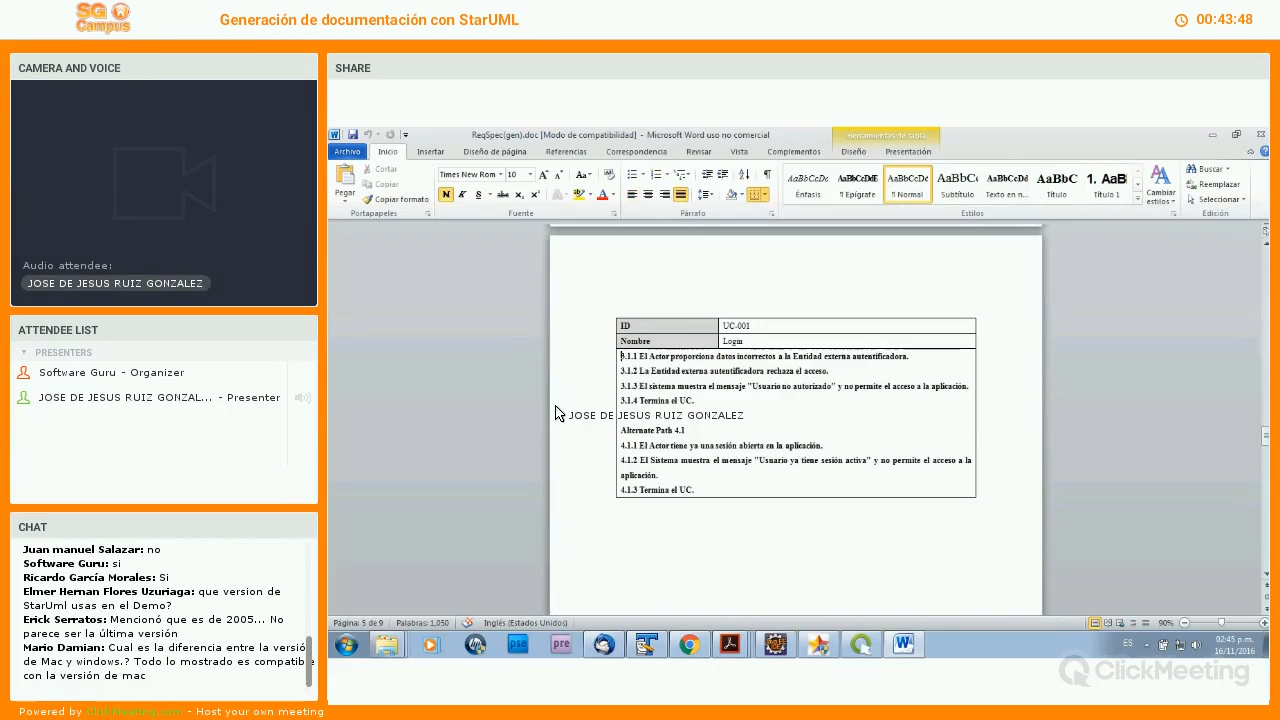 SG
Campus
Generación de documentación con StarUML
00:43:48
CAMERA AND VOICE
Audio attendee:
JOSE DE JESUS RUIZ GONZALEZ
ATTENDEE LIST
PRESENTERS
Software Guru - Organizer
JOSE DE JESUS RUIZ GONZAL... - Presenter
CHAT
Juan manuel Salazar: no
Software Guru: si
Ricardo García Morales: Si
Elmer Hernan Flores Uzuriaga: que version de
StarUml usas en el Demo?
Erick Serratos: Mencionó que es de 2005... No
parece ser la última versión
Mario Damian: Cual es la diferencia entre la versió
de Mac y windows.? Todo lo mostrado es compatible
con la versión de mac
Powered by ClickMeeting.com - Host your own meeting
SHARE
ReqSpec(gen).doc [Modo de compatibilidad] - Microsoft Word uso no comercial
Herramientas de tabla
Archivo Inicio Insertar Diseño de página Referencias Correspondencia Revisar Vista Complementos Diseño Presentación
Pegar
Cortar
Copiar
Copiar formato
Portapapeles
Times New Rom 10
Fuente
Párrafo
AaBbCcDc AaBbCcDdE AaBbCcDc AaBbCc AaBbCcDd AaBbC 1. AaB
Énfasis ¶ Epígrafe ¶ Normal Subtítulo Texto en n... Título Título 1
Cambiar
estilos
Estilos
Buscar
Reemplazar
Seleccionar
Edición
ID UC-001
Nombre Login
3.1.1 El Actor proporciona datos incorrectos a la Entidad externa autentificadora.
3.1.2 La Entidad externa autentificadora rechaza el acceso.
3.1.3 El sistema muestra el mensaje "Usuario no autorizado" y no permite el acceso a la aplicación.
3.1.4 Termina el UC.
JOSE DE JESUS RUIZ GONZALEZ
Alternate Path 4.1
4.1.1 El Actor tiene ya una sesión abierta en la aplicación.
4.1.2 El Sistema muestra el mensaje "Usuario ya tiene sesión activa" y no permite el acceso a la
aplicación.
4.1.3 Termina el UC.
Página: 5 de 9 Palabras: 1,050 Inglés (Estados Unidos) 90%
pse pre
ES 02:45 p.m.
16/11/2016
ClickMeeting